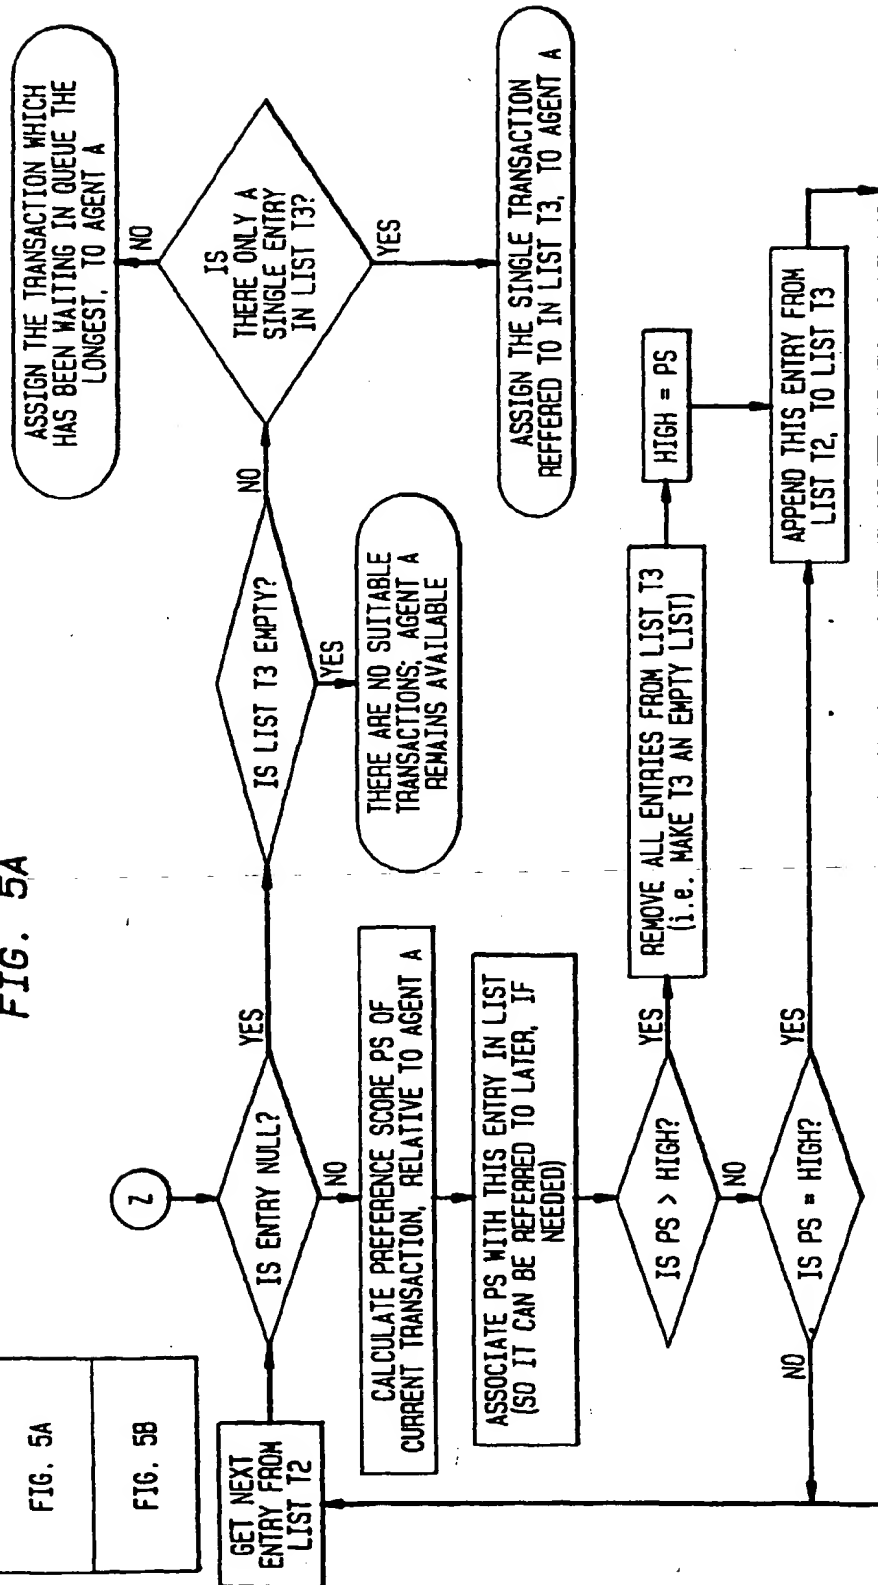 FIG. 5A
FIG. 5A
FIG. 5B
Z
GET NEXT
ENTRY FROM
LIST T2
IS ENTRY NULL?
YES
NO
IS LIST T3 EMPTY?
NO
YES
IS
THERE ONLY A
SINGLE ENTRY
IN LIST T3?
NO
YES
ASSIGN THE TRANSACTION WHICH
HAS BEEN WAITING IN QUEUE THE
LONGEST, TO AGENT A
THERE ARE NO SUITABLE
TRANSACTIONS; AGENT A
REMAINS AVAILABLE
ASSIGN THE SINGLE TRANSACTION
REFFERED TO IN LIST T3, TO AGENT A
CALCULATE PREFERENCE SCORE PS OF
CURRENT TRANSACTION, RELATIVE TO AGENT A
ASSOCIATE PS WITH THIS ENTRY IN LIST
(SO IT CAN BE REFERRED TO LATER, IF
NEEDED)
IS PS > HIGH?
YES
NO
REMOVE ALL ENTRIES FROM LIST T3
(i.e. MAKE T3 AN EMPTY LIST)
HIGH = PS
IS PS = HIGH?
NO
YES
APPEND THIS ENTRY FROM
LIST T2, TO LIST T3